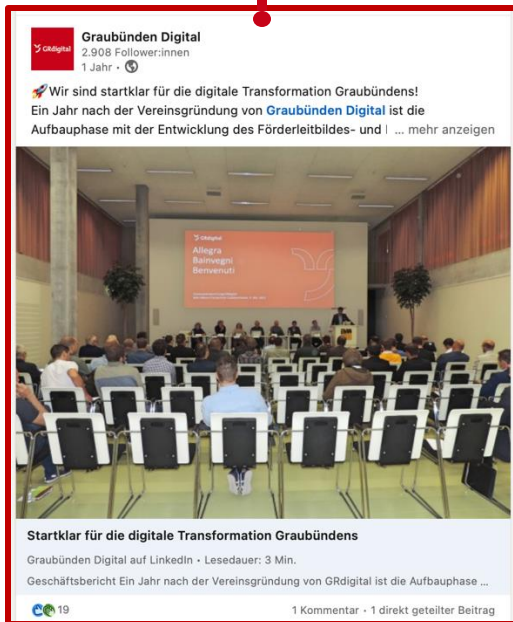 GRdigital
Graubünden Digital
2.908 Follower:innen
1 Jahr •
🚀Wir sind startklar für die digitale Transformation Graubündens!
Ein Jahr nach der Vereinsgründung von Graubünden Digital ist die
Aufbauphase mit der Entwicklung des Förderleitbildes- und ... mehr anzeigen
GRdigital
Allegra
Bainvegni
Benvenuti
Startklar für die digitale Transformation Graubündens
Graubünden Digital auf LinkedIn • Lesedauer: 3 Min.
Geschäftsbericht Ein Jahr nach der Vereinsgründung von GRdigital ist die Aufbauphase ...
19
1 Kommentar • 1 direkt geteilter Beitrag